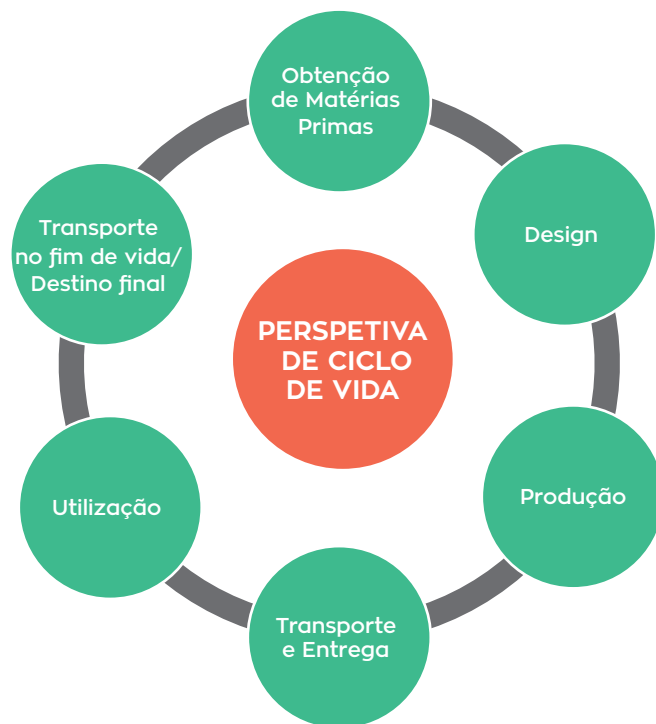 Obtenção
de Matérias
Primas
Design
Produção
Transporte
e Entrega
Utilização
Transporte
no fim de vida/
Destino final
PERSPETIVA
DE CICLO
DE VIDA